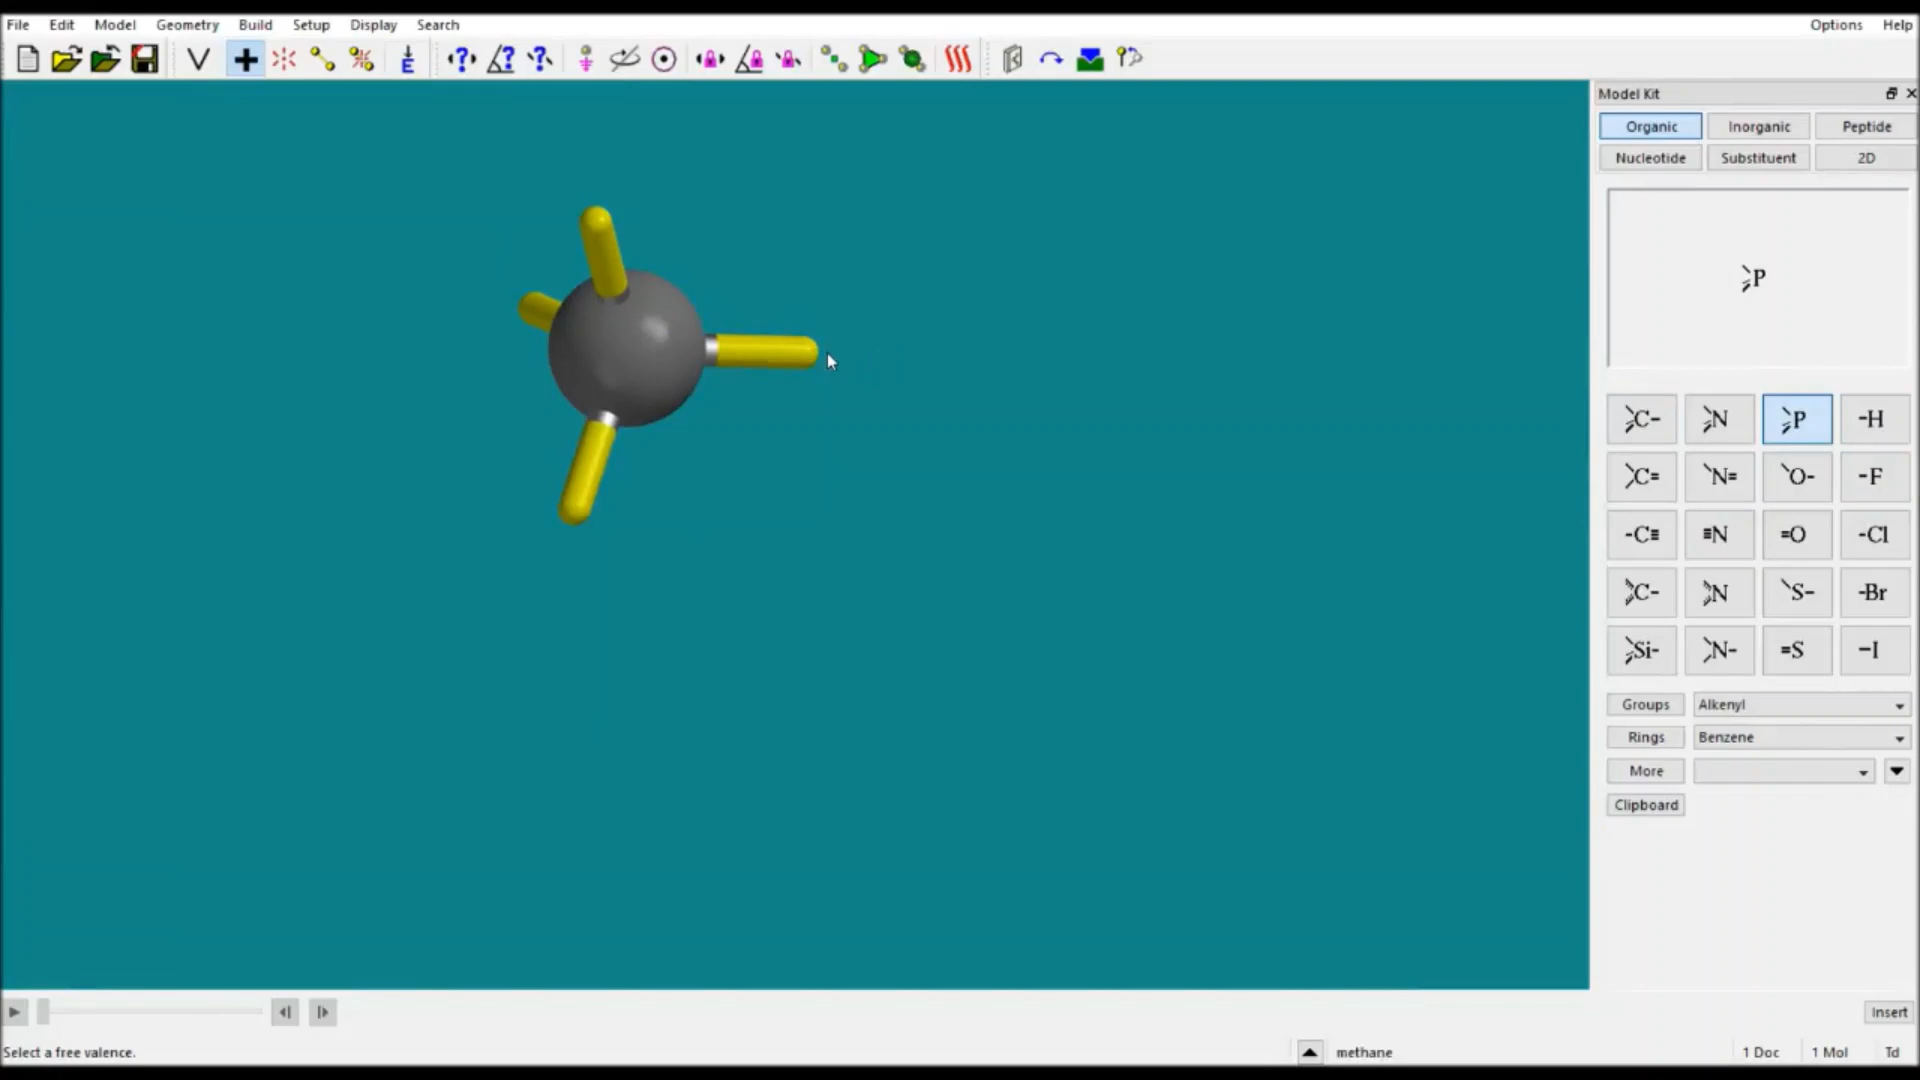 File Edit Model Geometry Build Setup Display Search Options Help
Model Kit
Organic Inorganic Peptide
Nucleotide Substituent 2D
P
C- N P -H
C= N= O- -F
-C≡ ≡N =O -Cl
C- N S- -Br
Si- N- =S -I
Groups Alkenyl
Rings Benzene
More
Clipboard
Insert
Select a free valence. methane 1 Doc 1 Mol Td